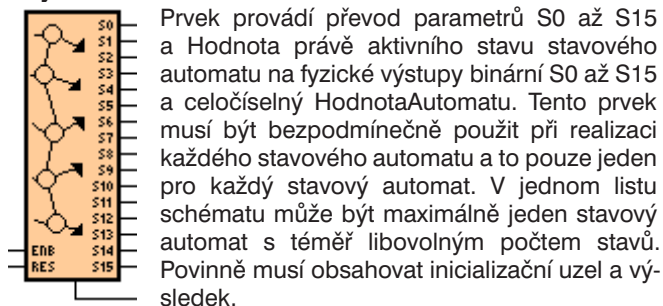 S0
S1
S2
S3
S4
S5
S6
S7
S8
S9
S10
S11
S12
S13
ENB S14
RES S15
Prvek provádí převod parametrů S0 až S15
a Hodnota právě aktivního stavu stavového
automatu na fyzické výstupy binární S0 až S15
a celočíselný HodnotaAutomatu. Tento prvek
musí být bezpodmínečně použit při realizaci
každého stavového automatu a to pouze jeden
pro každý stavový automat. V jednom listu
schématu může být maximálně jeden stavový
automat s téměř libovolným počtem stavů.
Povinně musí obsahovat inicializační uzel a vý-
sledek.